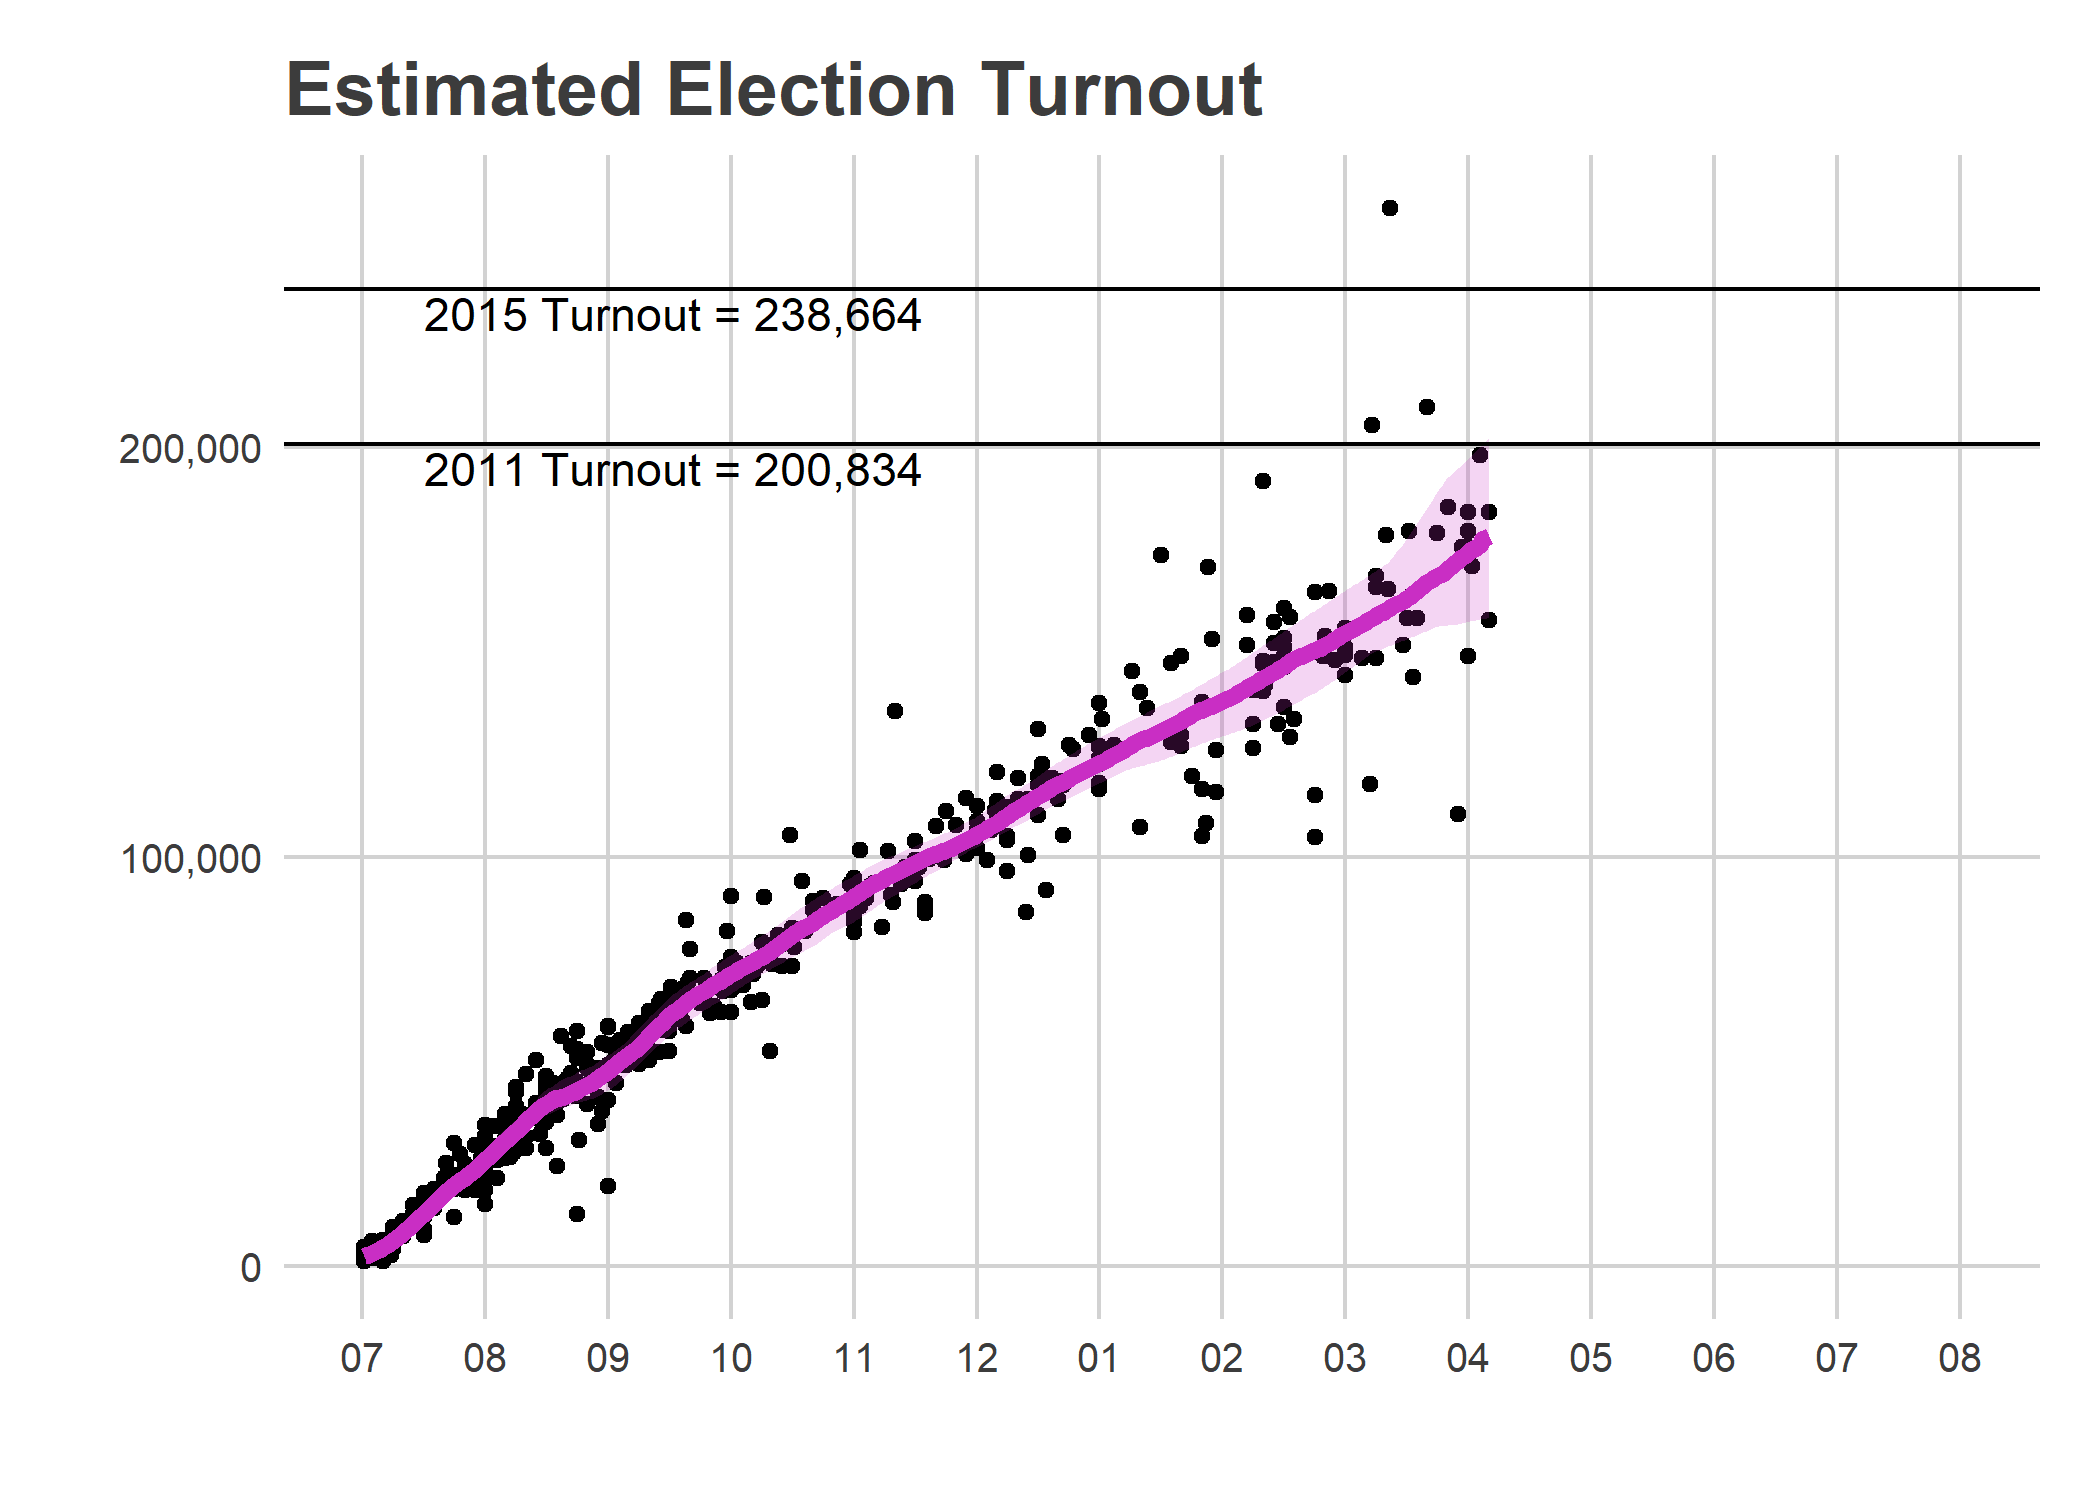 Estimated Election Turnout
2015 Turnout = 238,664
200,000
2011 Turnout = 200,834
100,000
0
07 08 09 10 11 12 01 02 03 04 05 06 07 08